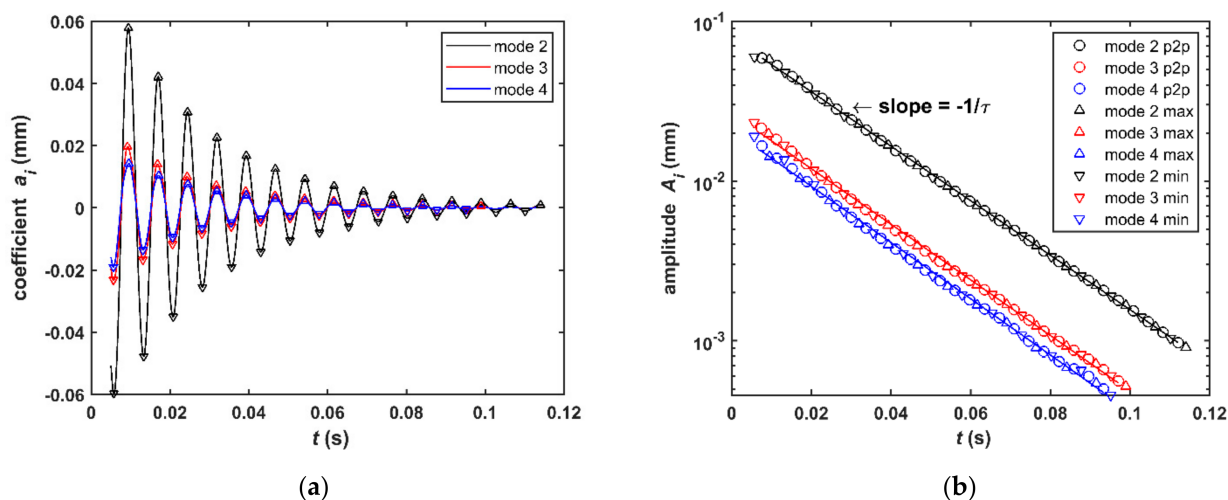 0.06
0.04
0.02
0
-0.02
-0.04
-0.06
coefficient a_i (mm)
mode 2
mode 3
mode 4
0 0.02 0.04 0.06 0.08 0.1 0.12
t (s)
(a)
10^-1
10^-2
10^-3
amplitude A_i (mm)
← slope = -1/τ
mode 2 p2p
mode 3 p2p
mode 4 p2p
mode 2 max
mode 3 max
mode 4 max
mode 2 min
mode 3 min
mode 4 min
0 0.02 0.04 0.06 0.08 0.1 0.12
t (s)
(b)